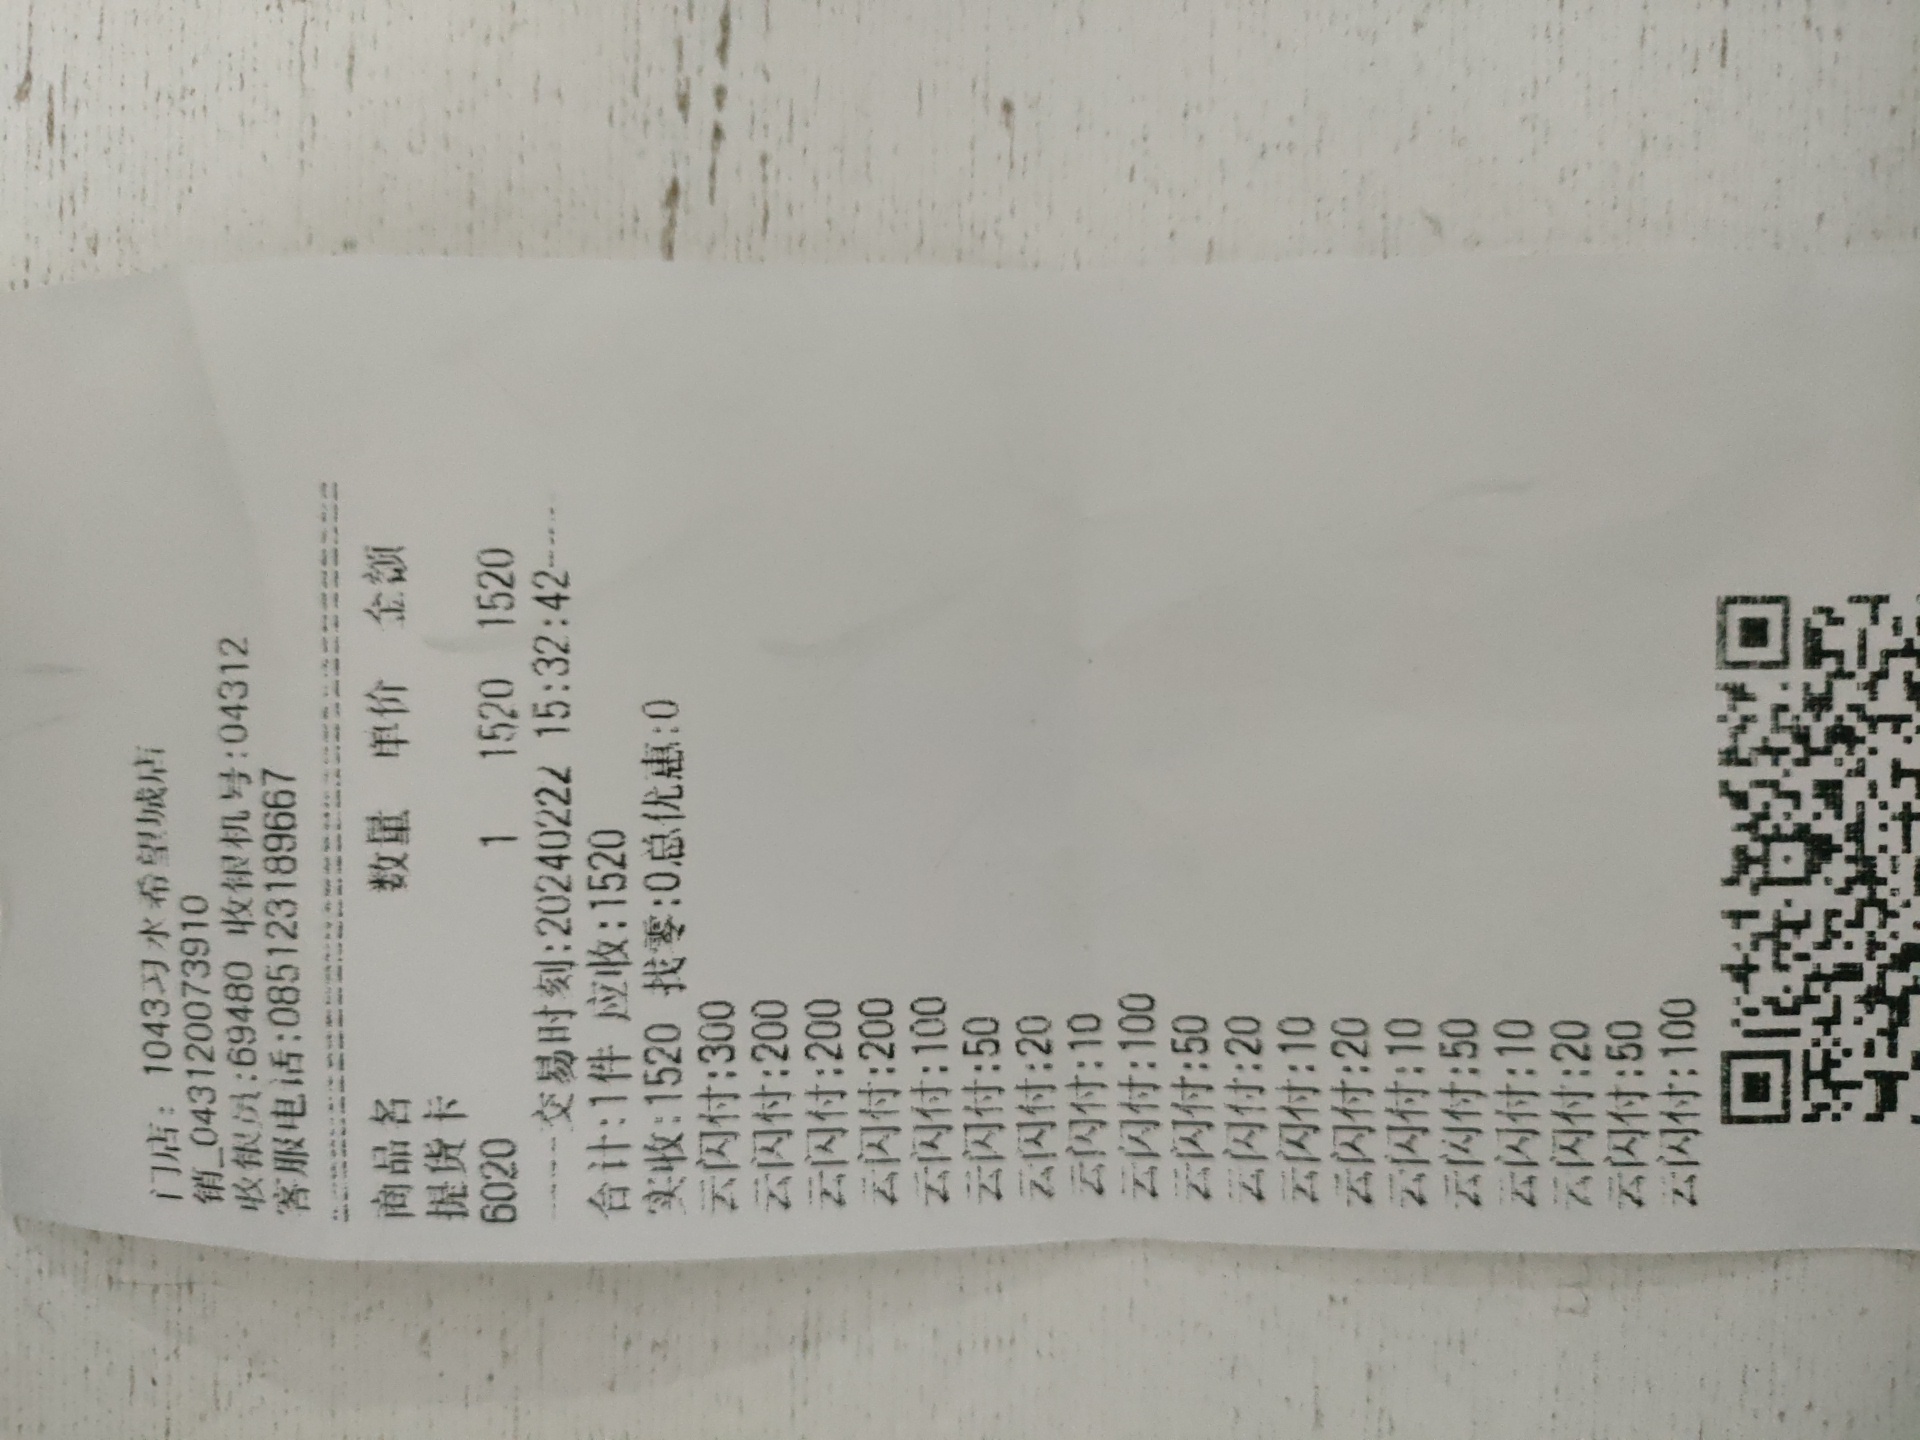 门店: 1043习水希望城店
销_04312120073910
收银员:69480 收银机号:04312
客服电话:085123189667
商品名 数量 单价 金额
提货卡
6020 1 1520 1520
-----交易时刻:20240222 15:32:42-----
合计:1件 应收:1520
实收:1520 找零:0总优惠:0
云闪付:300
云闪付:200
云闪付:200
云闪付:200
云闪付:100
云闪付:50
云闪付:20
云闪付:10
云闪付:100
云闪付:50
云闪付:20
云闪付:10
云闪付:20
云闪付:10
云闪付:50
云闪付:10
云闪付:20
云闪付:50
云闪付:100